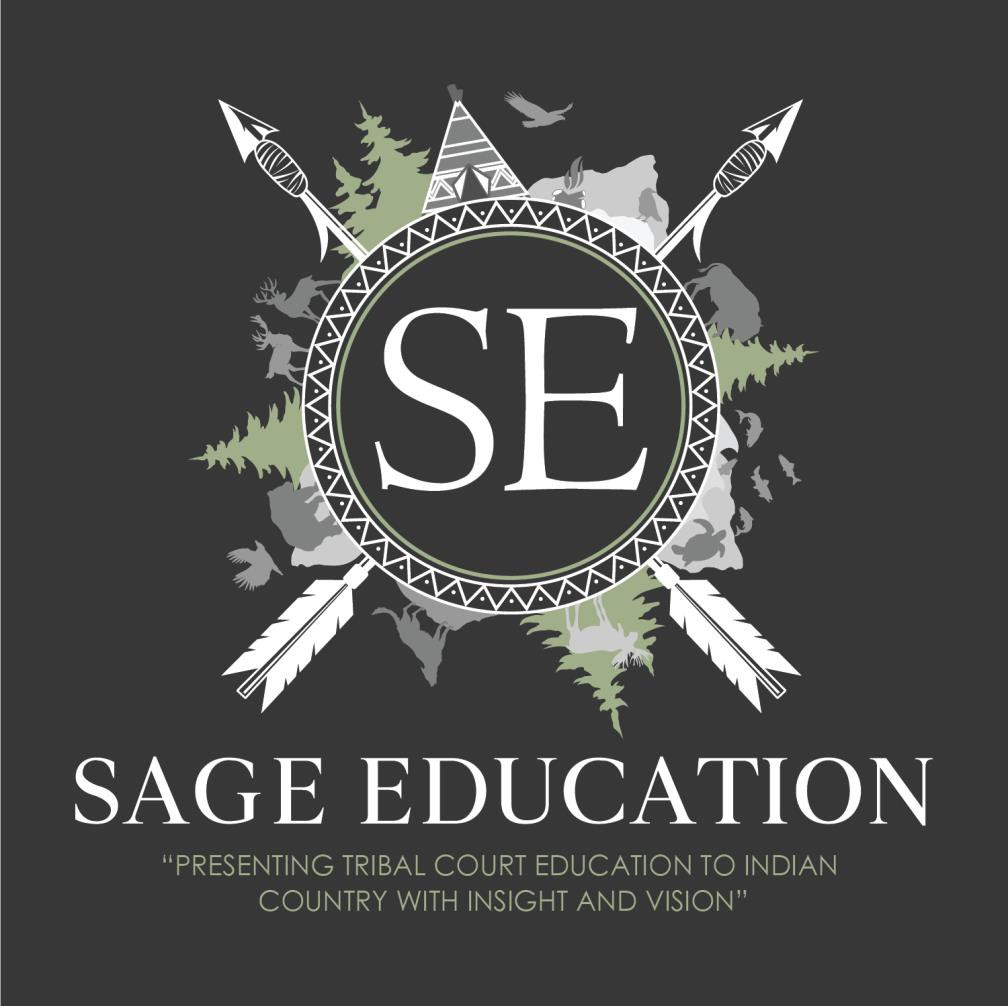 SE
SAGE EDUCATION
“PRESENTING TRIBAL COURT EDUCATION TO INDIAN
COUNTRY WITH INSIGHT AND VISION”